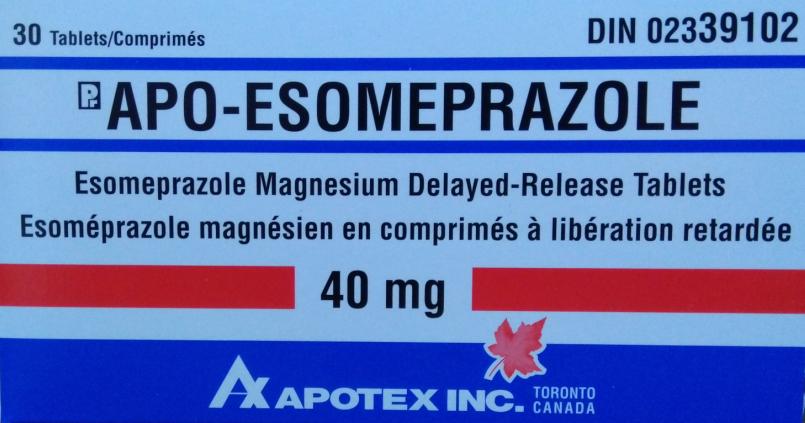 30 Tablets/Comprimés
DIN 02339102
Pr APO-ESOMEPRAZOLE
Esomeprazole Magnesium Delayed-Release Tablets
Esoméprazole magnésien en comprimés à libération retardée
40 mg
APOTEX INC.
TORONTO
CANADA